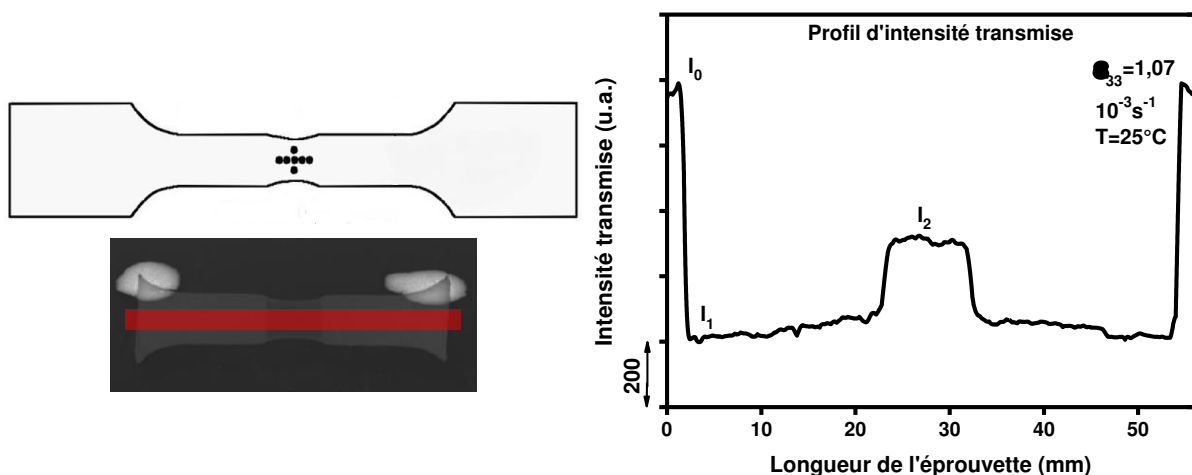 Profil d'intensité transmise
I₀
ε₃₃=1,07
10⁻³s⁻¹
T=25°C
I₂
I₁
Intensité transmise (u.a.)
200
0 10 20 30 40 50
Longueur de l'éprouvette (mm)